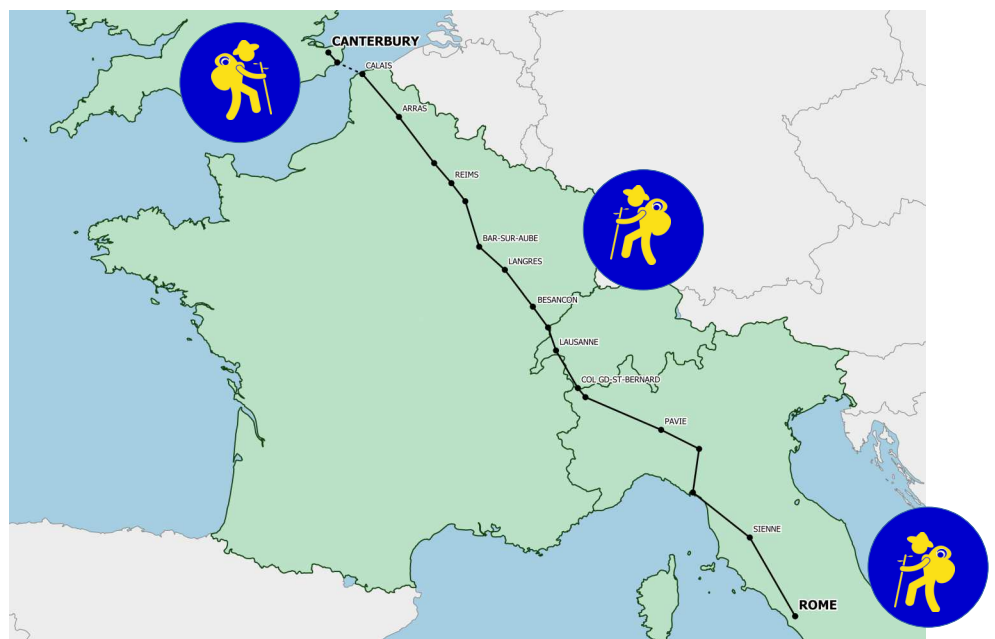 CANTERBURY
CALAIS
ARRAS
REIMS
BAR-SUR-AUBE
LANGRES
BESANCON
LAUSANNE
COL GD-ST-BERNARD
PAVIE
SIENNE
ROME